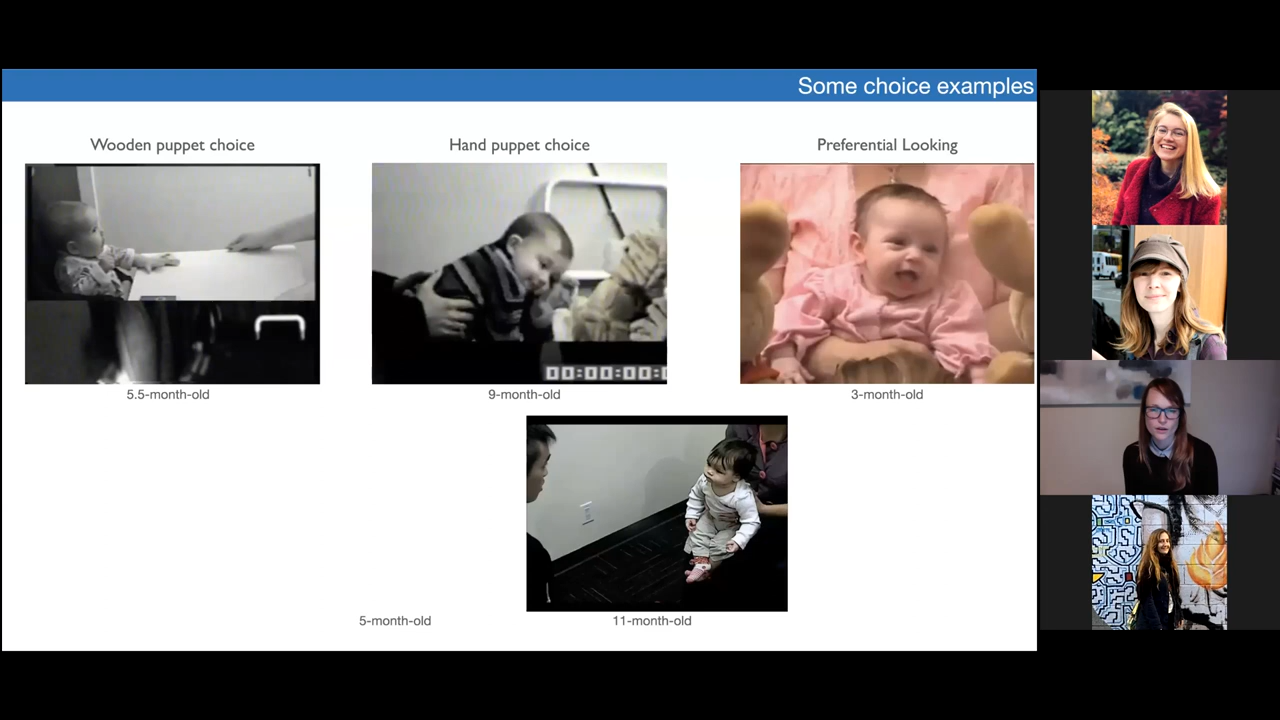 Some choice examples
Wooden puppet choice
Hand puppet choice
Preferential Looking
5.5-month-old
9-month-old
3-month-old
5-month-old
11-month-old